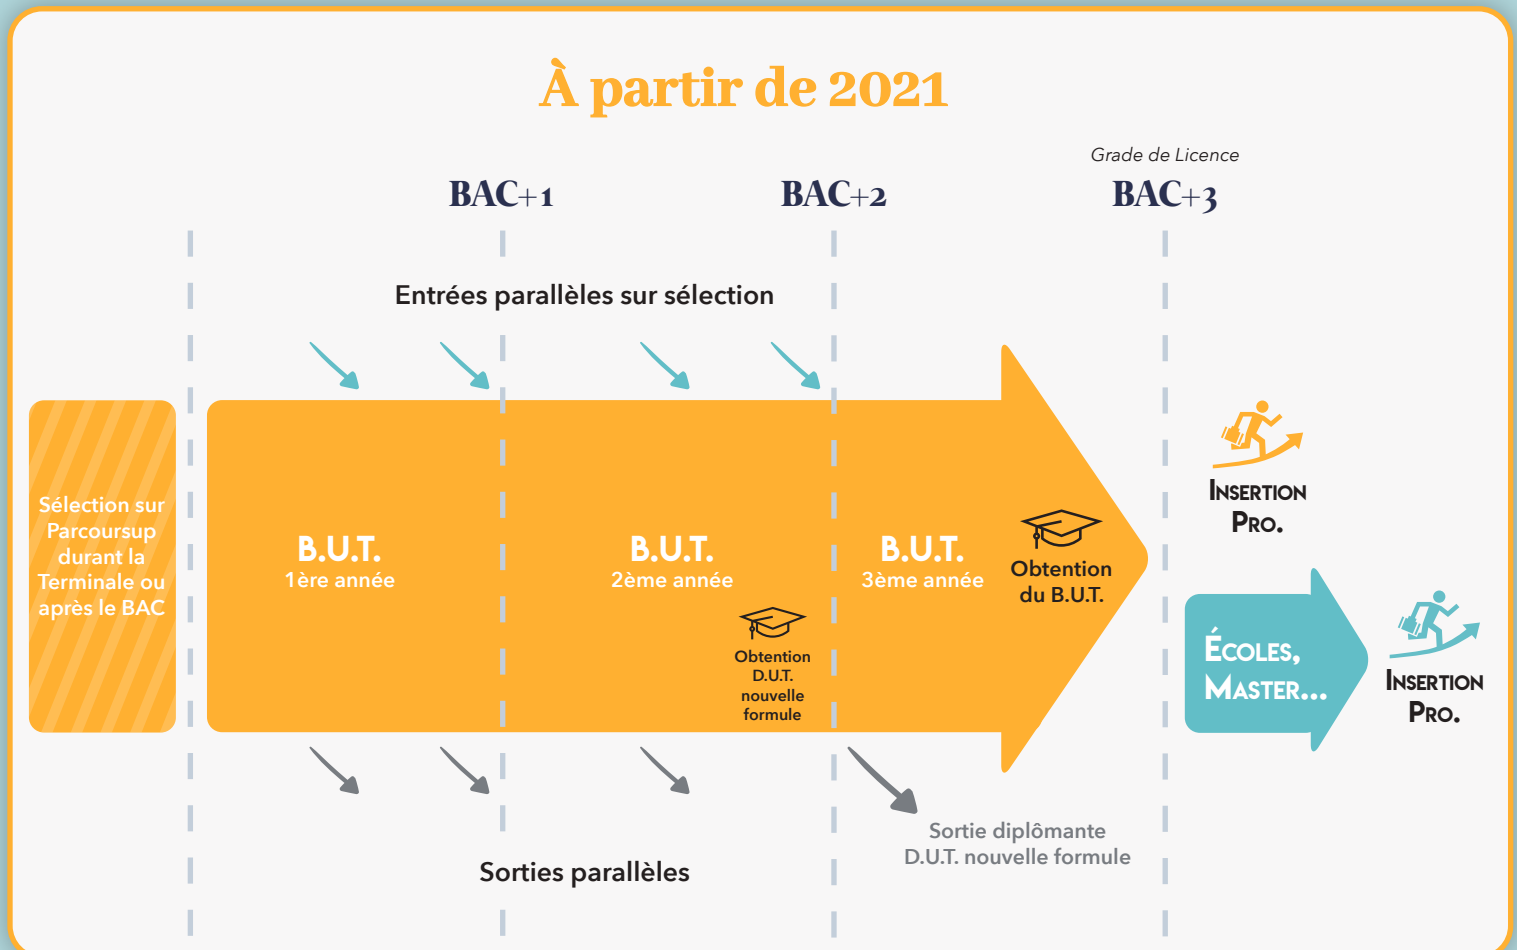 À partir de 2021
Grade de Licence
BAC+1
BAC+2
BAC+3
Entrées parallèles sur sélection
Sélection sur
Parcoursup
durant la
Terminale ou
après le BAC
B.U.T.
1ère année
B.U.T.
2ème année
Obtention
D.U.T.
nouvelle
formule
B.U.T.
3ème année
Obtention
du B.U.T.
Insertion
Pro.
Écoles,
Master...
Insertion
Pro.
Sortie diplômante
D.U.T. nouvelle formule
Sorties parallèles